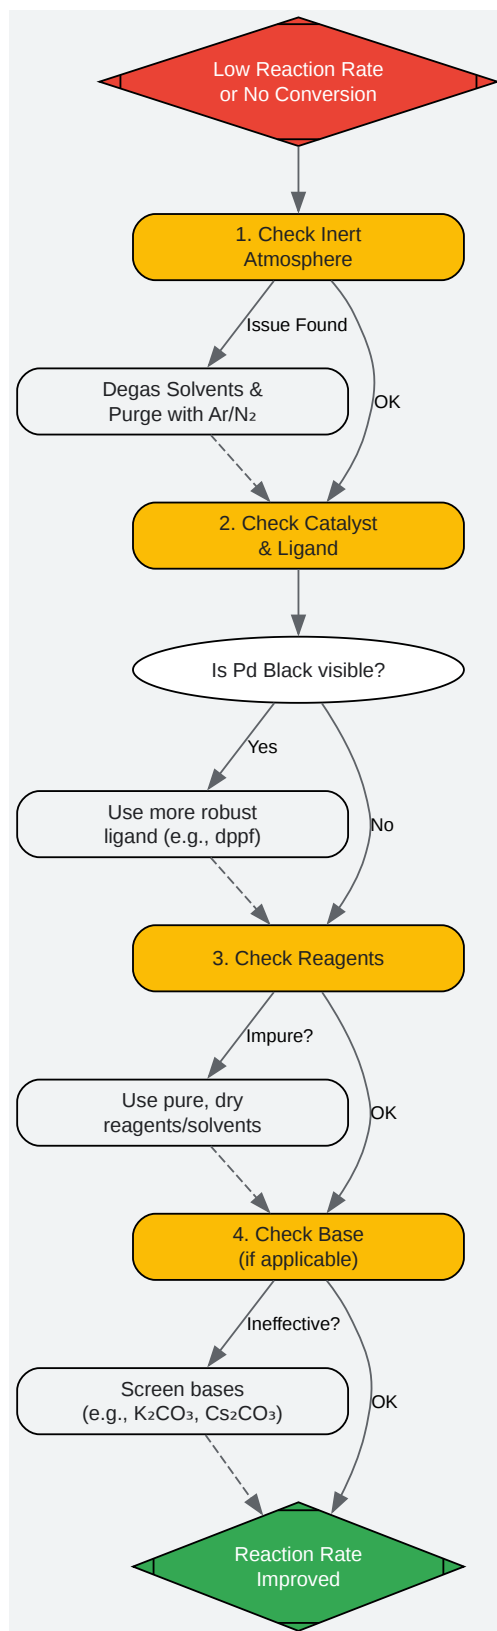 Low Reaction Rate
or No Conversion
1. Check Inert
Atmosphere
Issue Found
Degas Solvents &
Purge with Ar/N₂
OK
2. Check Catalyst
& Ligand
Is Pd Black visible?
Yes
Use more robust
ligand (e.g., dppf)
No
3. Check Reagents
Impure?
Use pure, dry
reagents/solvents
OK
4. Check Base
(if applicable)
Ineffective?
Screen bases
(e.g., K₂CO₃, Cs₂CO₃)
OK
Reaction Rate
Improved